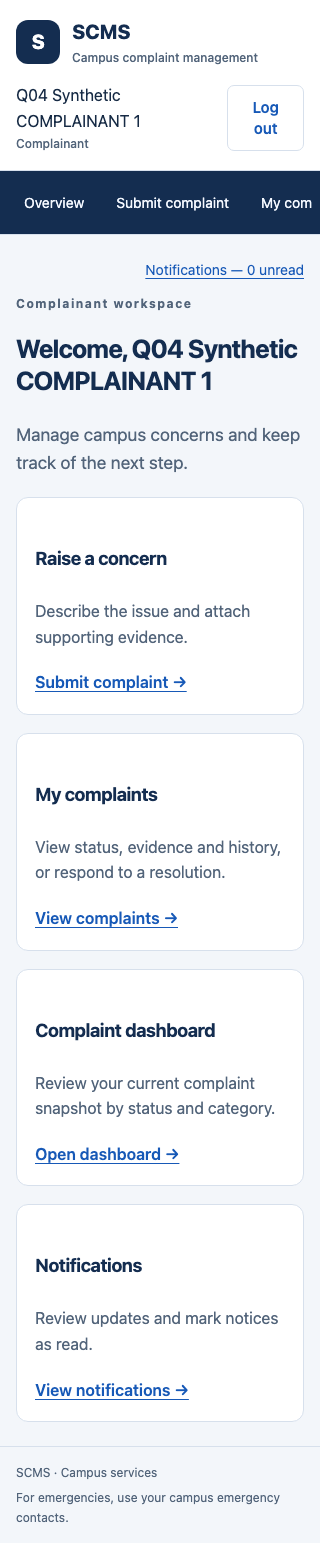 S
SCMS
Campus complaint management
Q04 Synthetic
COMPLAINANT 1
Complainant
Log
out
Overview
Submit complaint
My com
Notifications — 0 unread
Complainant workspace
Welcome, Q04 Synthetic
COMPLAINANT 1
Manage campus concerns and keep
track of the next step.
Raise a concern
Describe the issue and attach
supporting evidence.
Submit complaint →
My complaints
View status, evidence and history,
or respond to a resolution.
View complaints →
Complaint dashboard
Review your current complaint
snapshot by status and category.
Open dashboard →
Notifications
Review updates and mark notices
as read.
View notifications →
SCMS · Campus services
For emergencies, use your campus emergency
contacts.